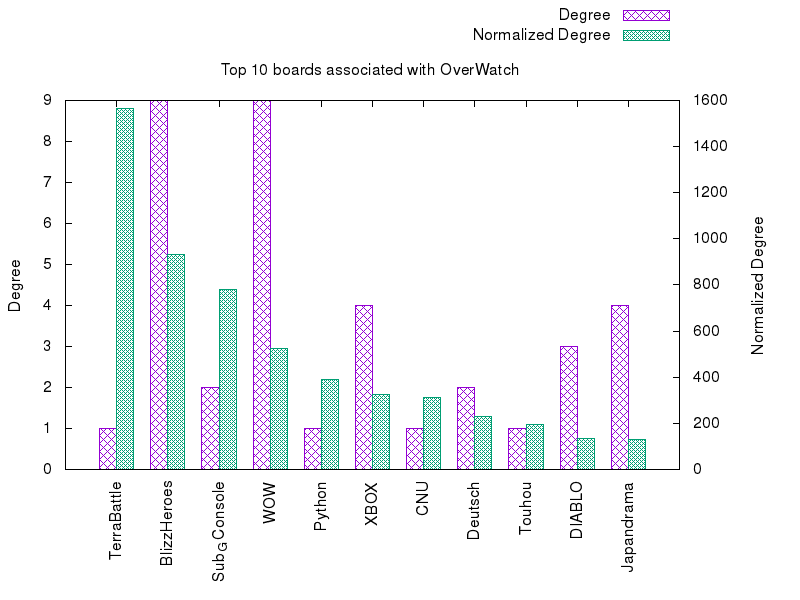 Degree
Normalized Degree
Top 10 boards associated with OverWatch
9
8
7
6
5
4
3
2
1
0
Degree
1600
1400
1200
1000
800
600
400
200
0
Normalized Degree
TerraBattle
BlizzHeroes
SubGConsole
WOW
Python
XBOX
CNU
Deutsch
Touhou
DIABLO
Japandrama